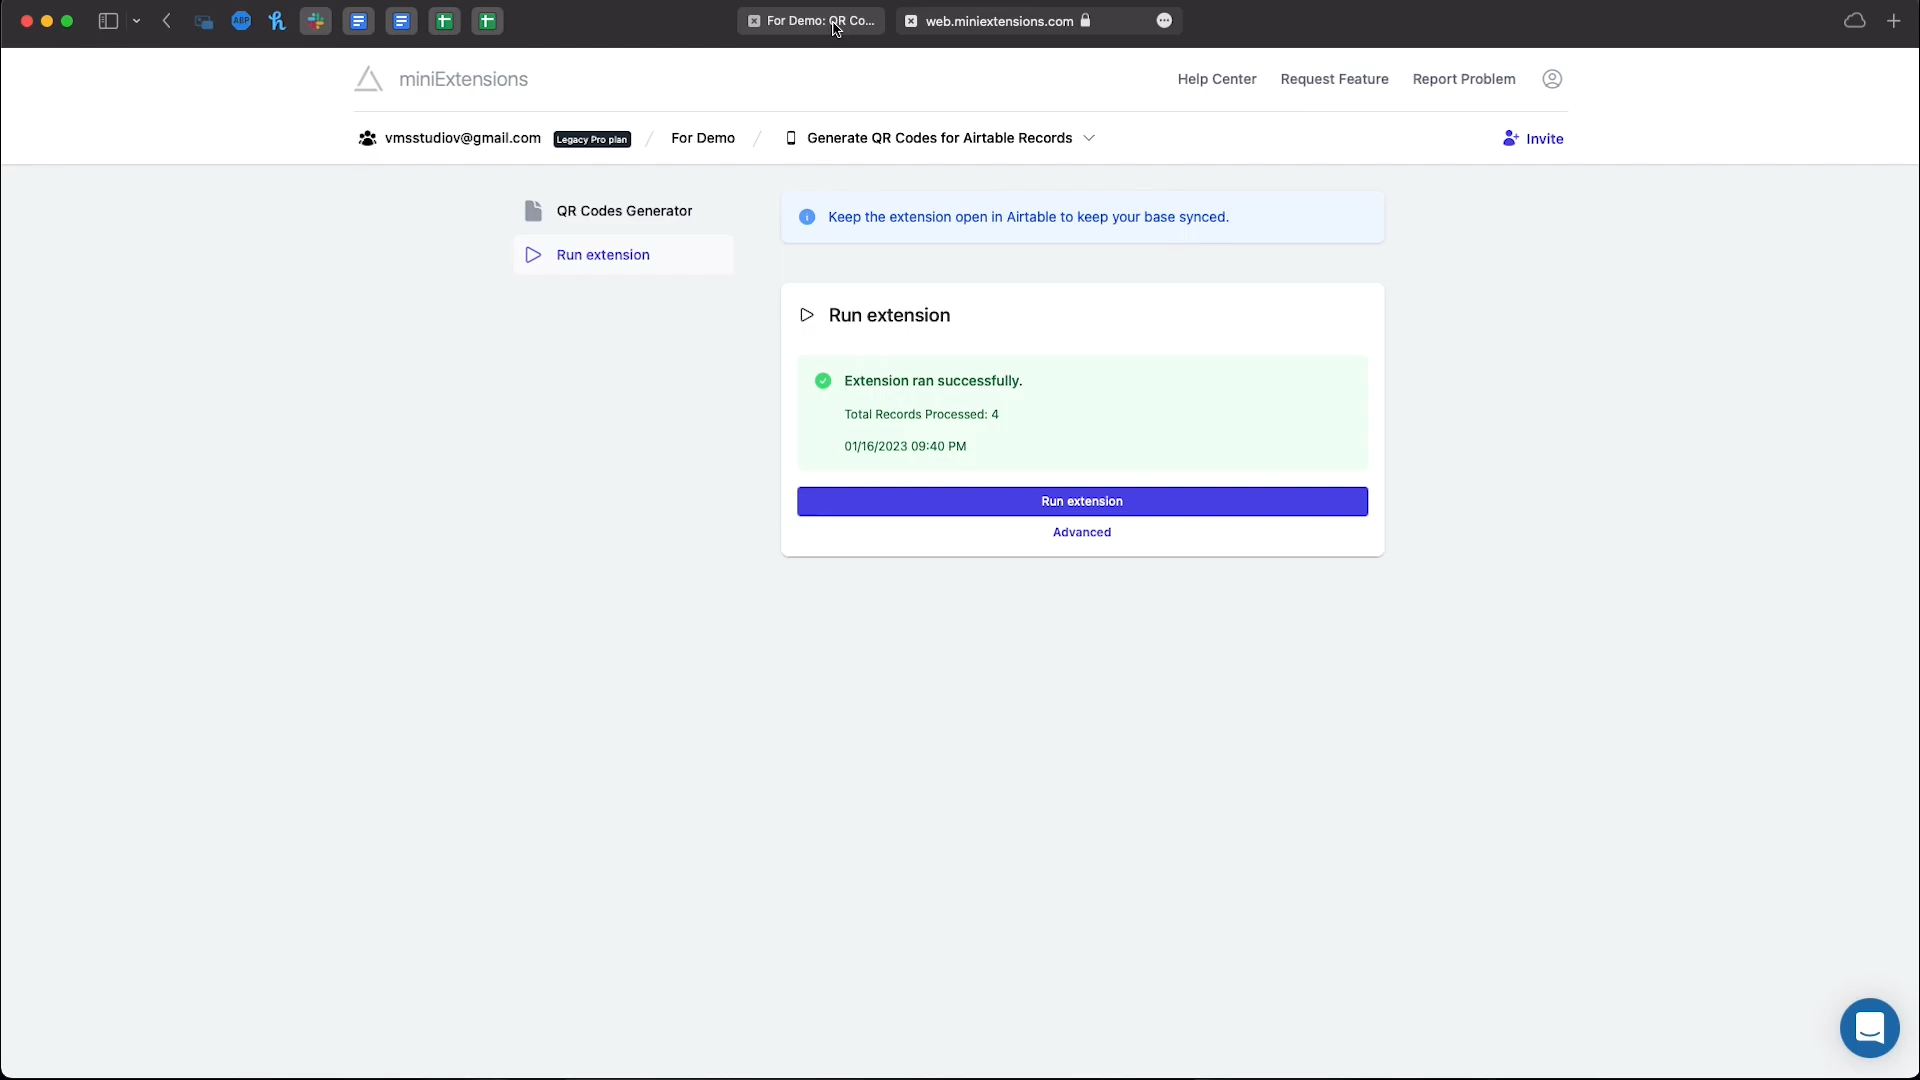 For Demo: QR Co...
web.miniextensions.com
ABP
miniExtensions
Help Center
Request Feature
Report Problem
vmsstudiov@gmail.com
Legacy Pro plan
/
For Demo
/
Generate QR Codes for Airtable Records
Invite
QR Codes Generator
Run extension
Keep the extension open in Airtable to keep your base synced.
Run extension
Extension ran successfully.
Total Records Processed: 4
01/16/2023 09:40 PM
Run extension
Advanced